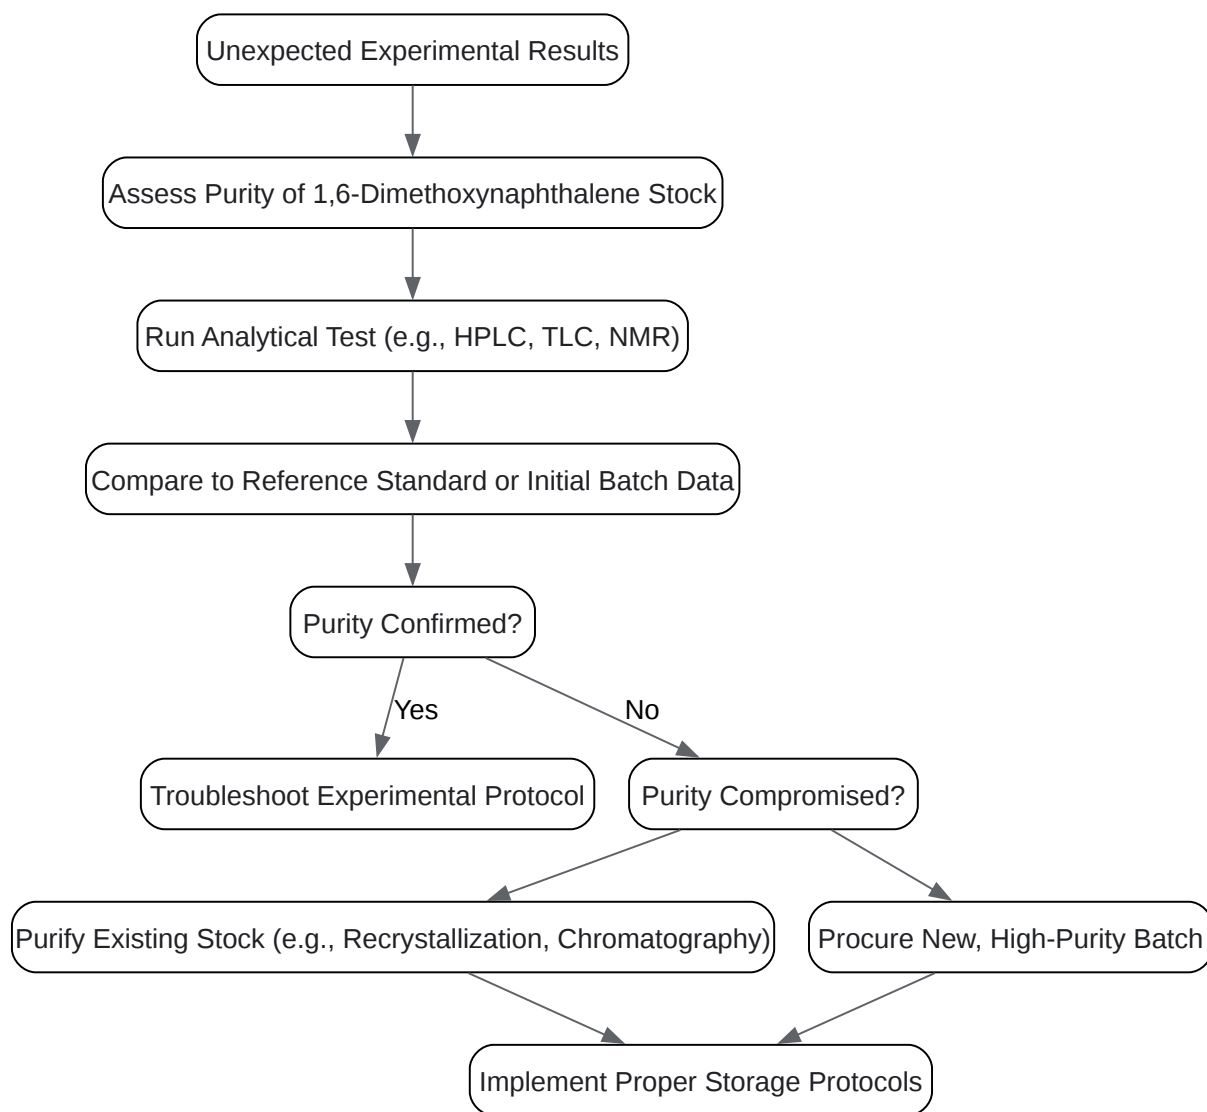 Unexpected Experimental Results
Assess Purity of 1,6-Dimethoxynaphthalene Stock
Run Analytical Test (e.g., HPLC, TLC, NMR)
Compare to Reference Standard or Initial Batch Data
Purity Confirmed?
Yes
No
Troubleshoot Experimental Protocol
Purity Compromised?
Purify Existing Stock (e.g., Recrystallization, Chromatography)
Procure New, High-Purity Batch
Implement Proper Storage Protocols